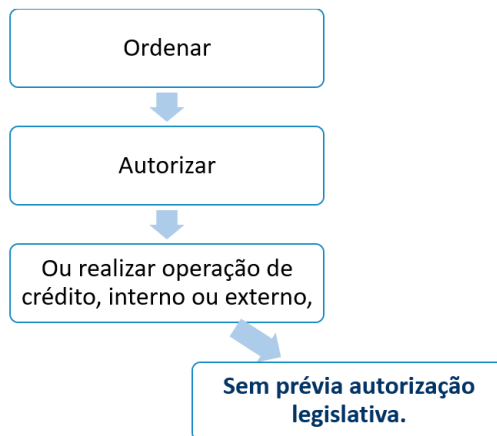 Ordenar
Autorizar
Ou realizar operação de
crédito, interno ou externo,
Sem prévia autorização
legislativa.